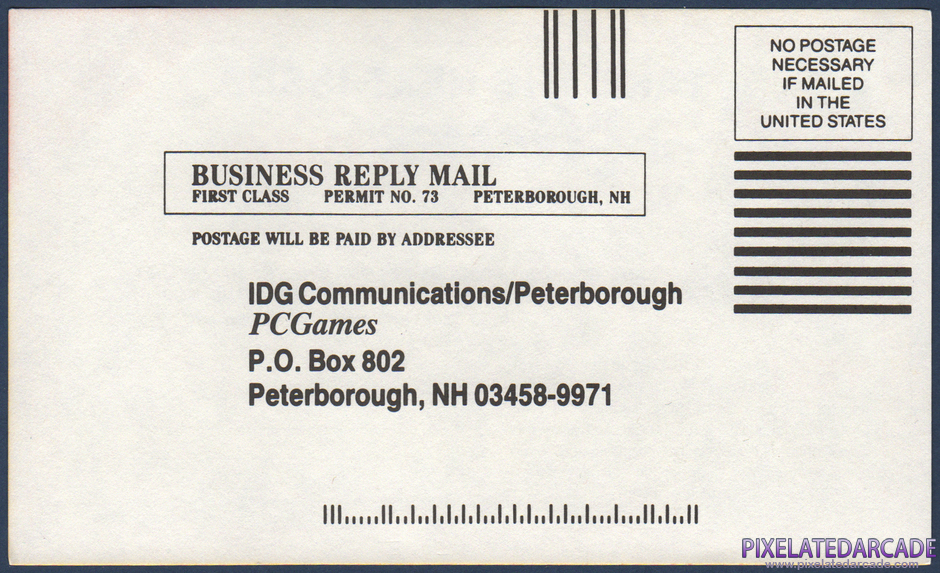 NO POSTAGE
NECESSARY
IF MAILED
IN THE
UNITED STATES
BUSINESS REPLY MAIL
FIRST CLASS PERMIT NO. 73 PETERBOROUGH, NH
POSTAGE WILL BE PAID BY ADDRESSEE
IDG Communications/Peterborough
PCGames
P.O. Box 802
Peterborough, NH 03458-9971
PIXELATEDARCADE
www.pixelatedarcade.com